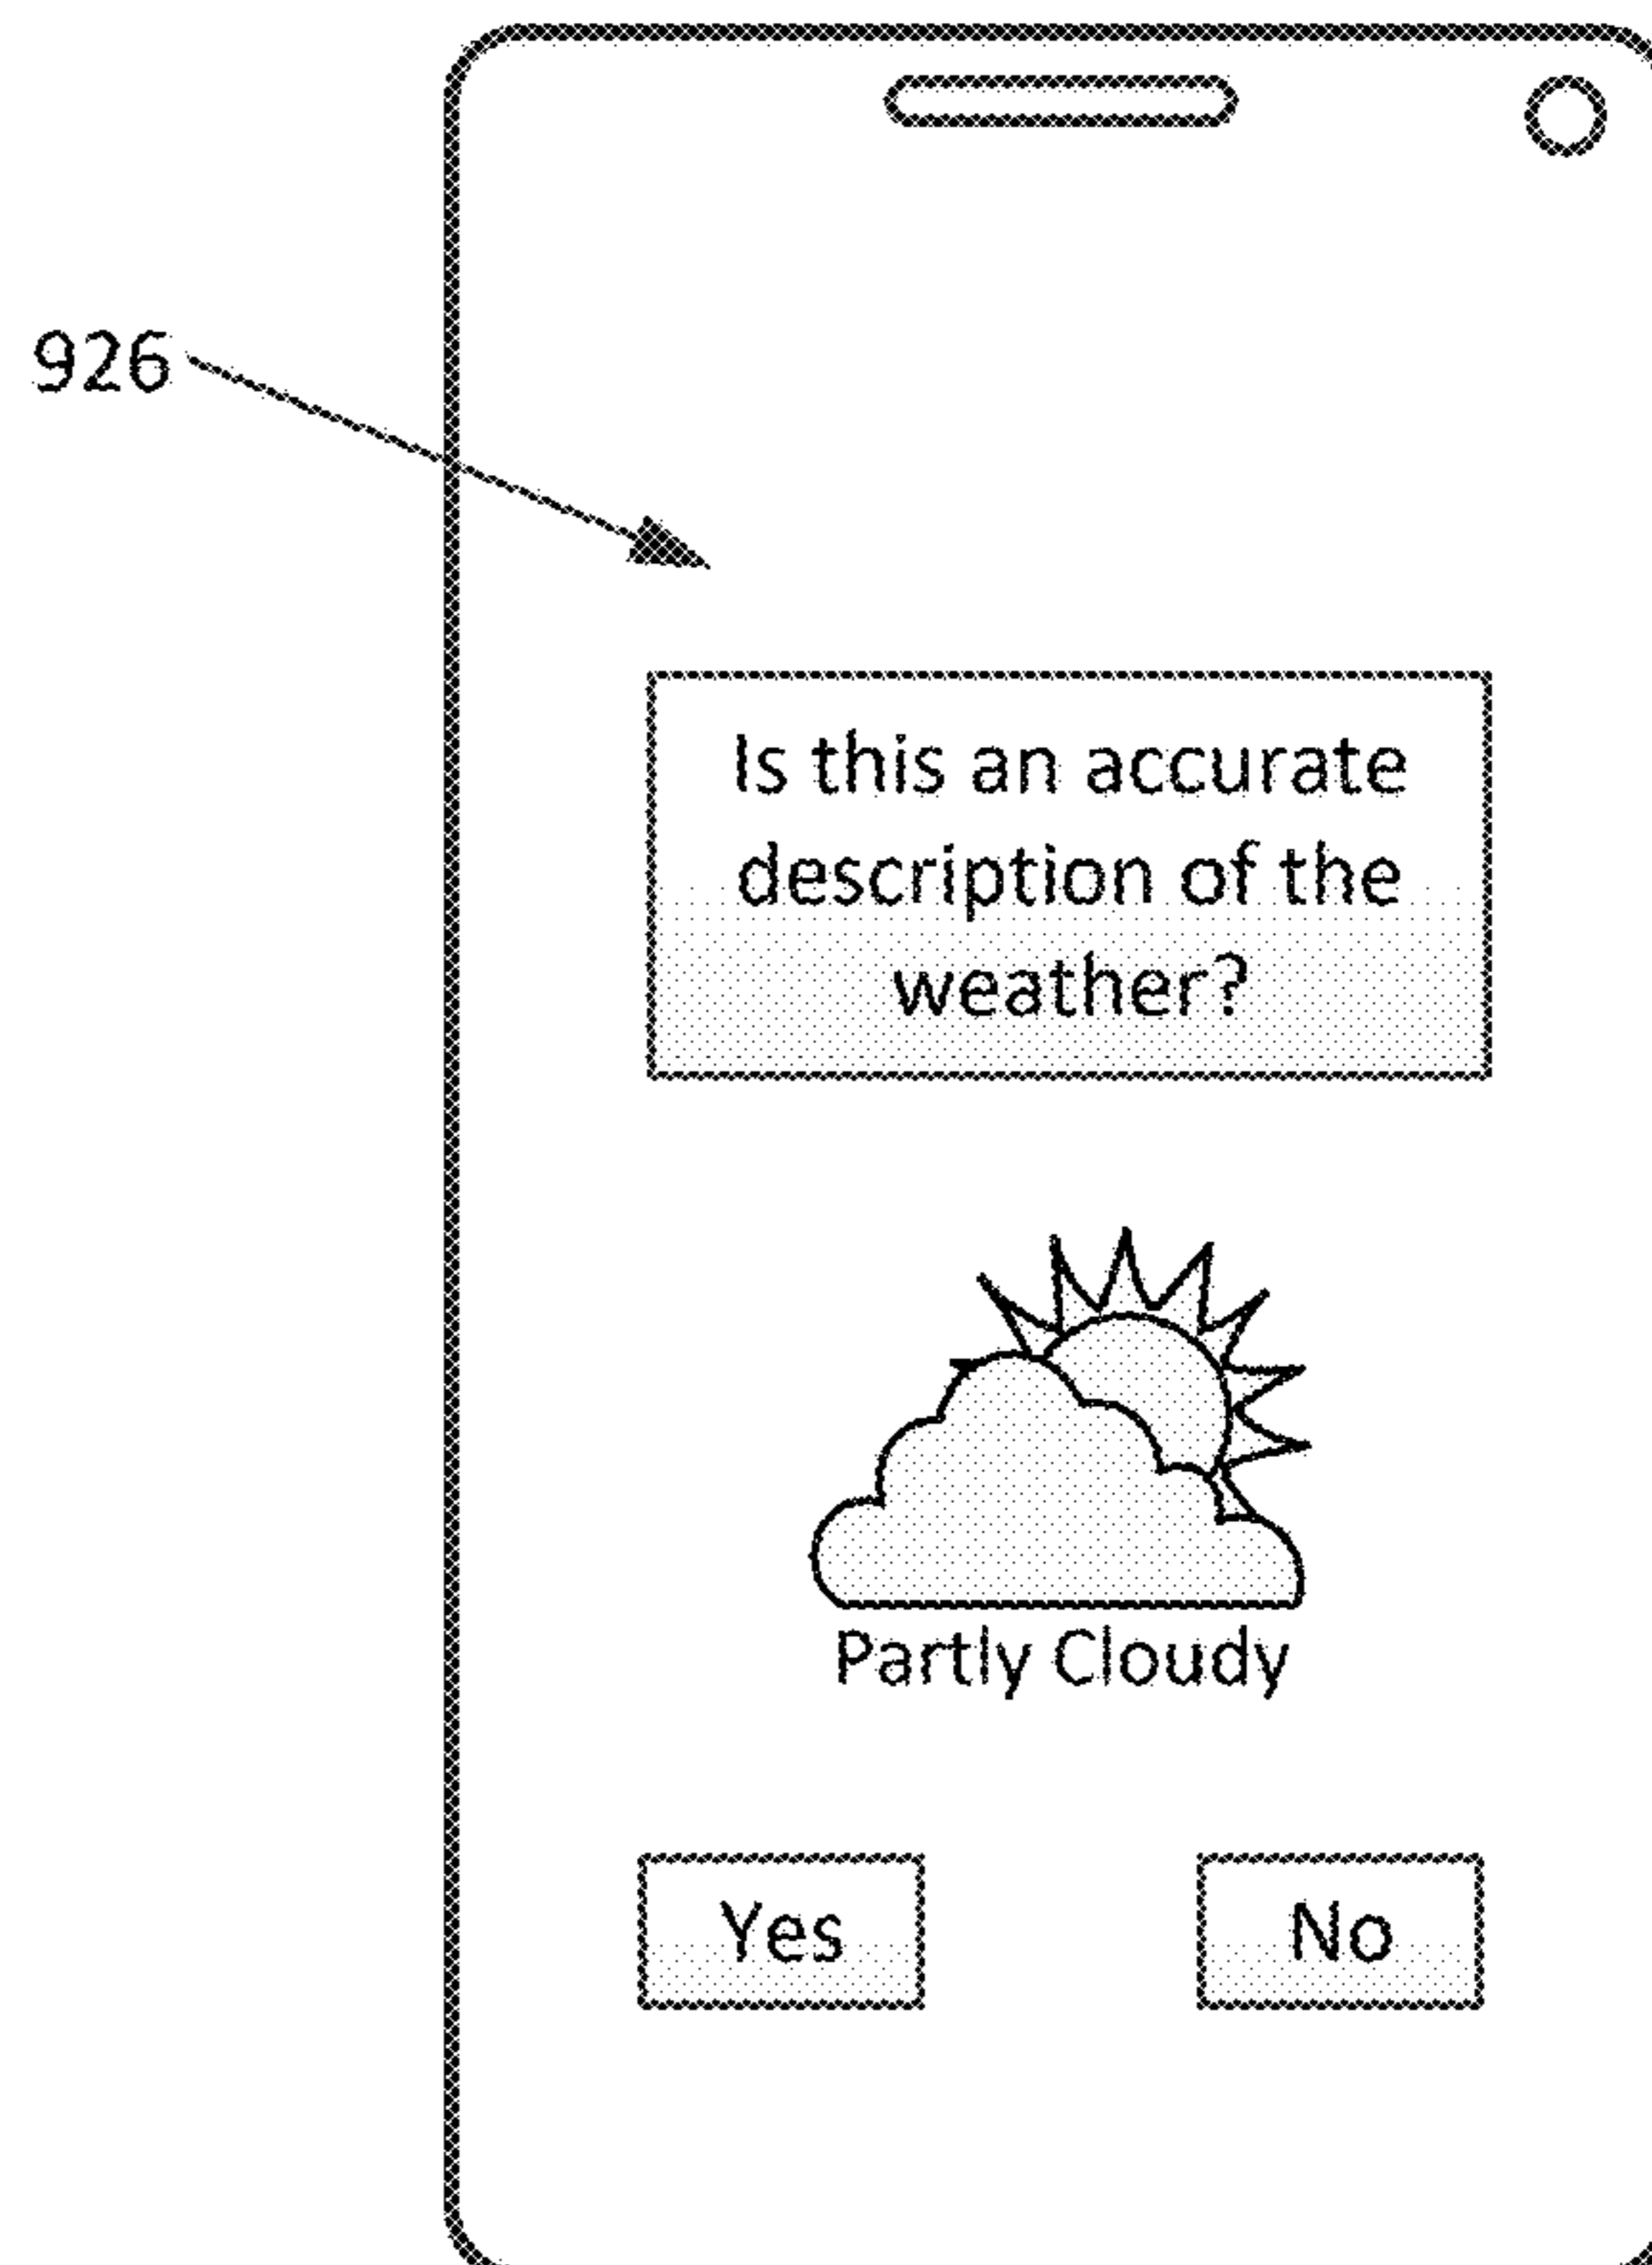 926
Is this an accurate
description of the
weather?
Partly Cloudy
Yes
No